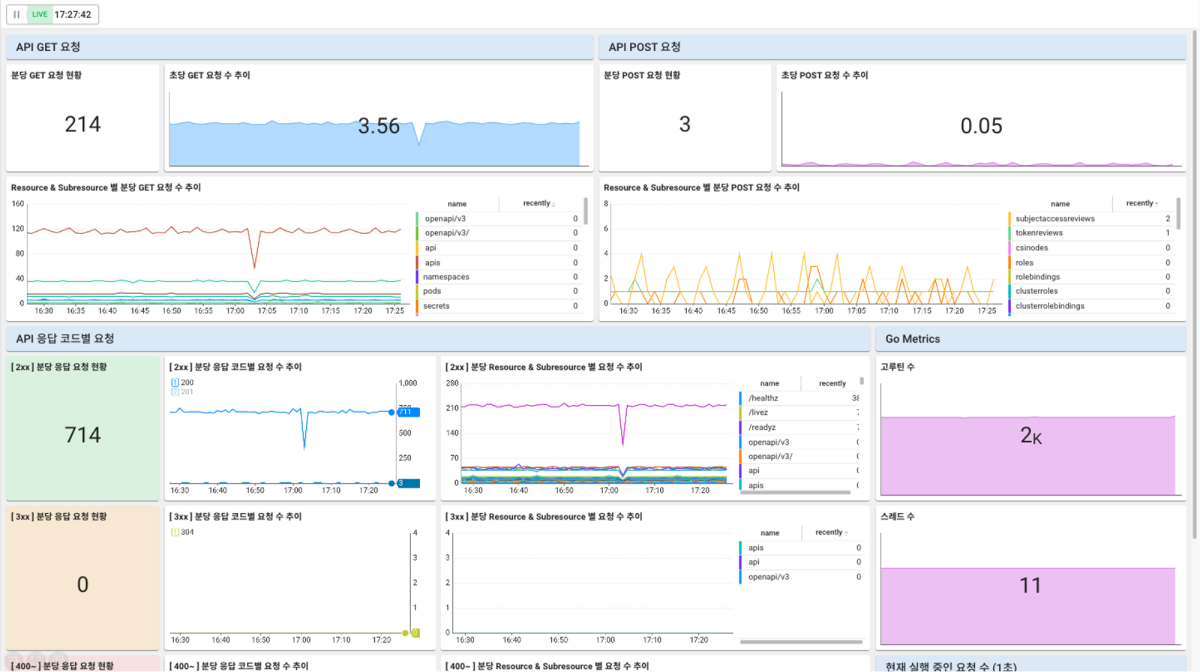 LIVE 17:27:42
API GET 요청
API POST 요청
분당 GET 요청 현황
214
초당 GET 요청 수 추이
3.56
분당 POST 요청 현황
3
초당 POST 요청 수 추이
0.05
Resource & Subresource 별 분당 GET 요청 수 추이
160
120
80
40
0
16:30 16:35 16:40 16:45 16:50 16:55 17:00 17:05 17:10 17:15 17:20 17:25
name recently ↓
openapi/v3 0
openapi/v3/ 0
api 0
apis 0
namespaces 0
pods 0
secrets 0
Resource & Subresource 별 분당 POST 요청 수 추이
8
6
4
2
0
16:30 16:35 16:40 16:45 16:50 16:55 17:00 17:05 17:10 17:15 17:20 17:25
name recently
subjectaccessreviews 2
tokenreviews 1
csinodes 0
roles 0
rolebindings 0
clusterroles 0
clusterrolebindings 0
API 응답 코드별 요청
Go Metrics
[ 2xx ] 분당 응답 요청 현황
714
[ 2xx ] 분당 응답 코드별 요청 수 추이
1 200
2 201
1,000
711
500
250
3
16:30 16:40 16:50 17:00 17:10 17:20
[ 2xx ] 분당 Resource & Subresource 별 요청 수 추이
280
210
140
70
0
16:30 16:40 16:50 17:00 17:10 17:20
name recently
/healthz
/livez
/readyz
openapi/v3
openapi/v3/
api
apis
고루틴 수
2K
[ 3xx ] 분당 응답 현황
0
[ 3xx ] 분당 응답 코드별 요청 수 추이
1 304
4
3
2
1
0
16:30 16:40 16:50 17:00 17:10 17:20
[ 3xx ] 분당 Resource & Subresource 별 요청 수 추이
4
3
2
1
0
16:30 16:40 16:50 17:00 17:10 17:20
name recently
apis 0
api 0
openapi/v3 0
스레드 수
11
[ 400~ ] 분당 응답 요청 현황
[ 400~ ] 분당 응답 코드별 요청 수 추이
[ 400~ ] 분당 Resource & Subresource 별 요청 수 추이
현재 실행 중인 요청 수 (1초)